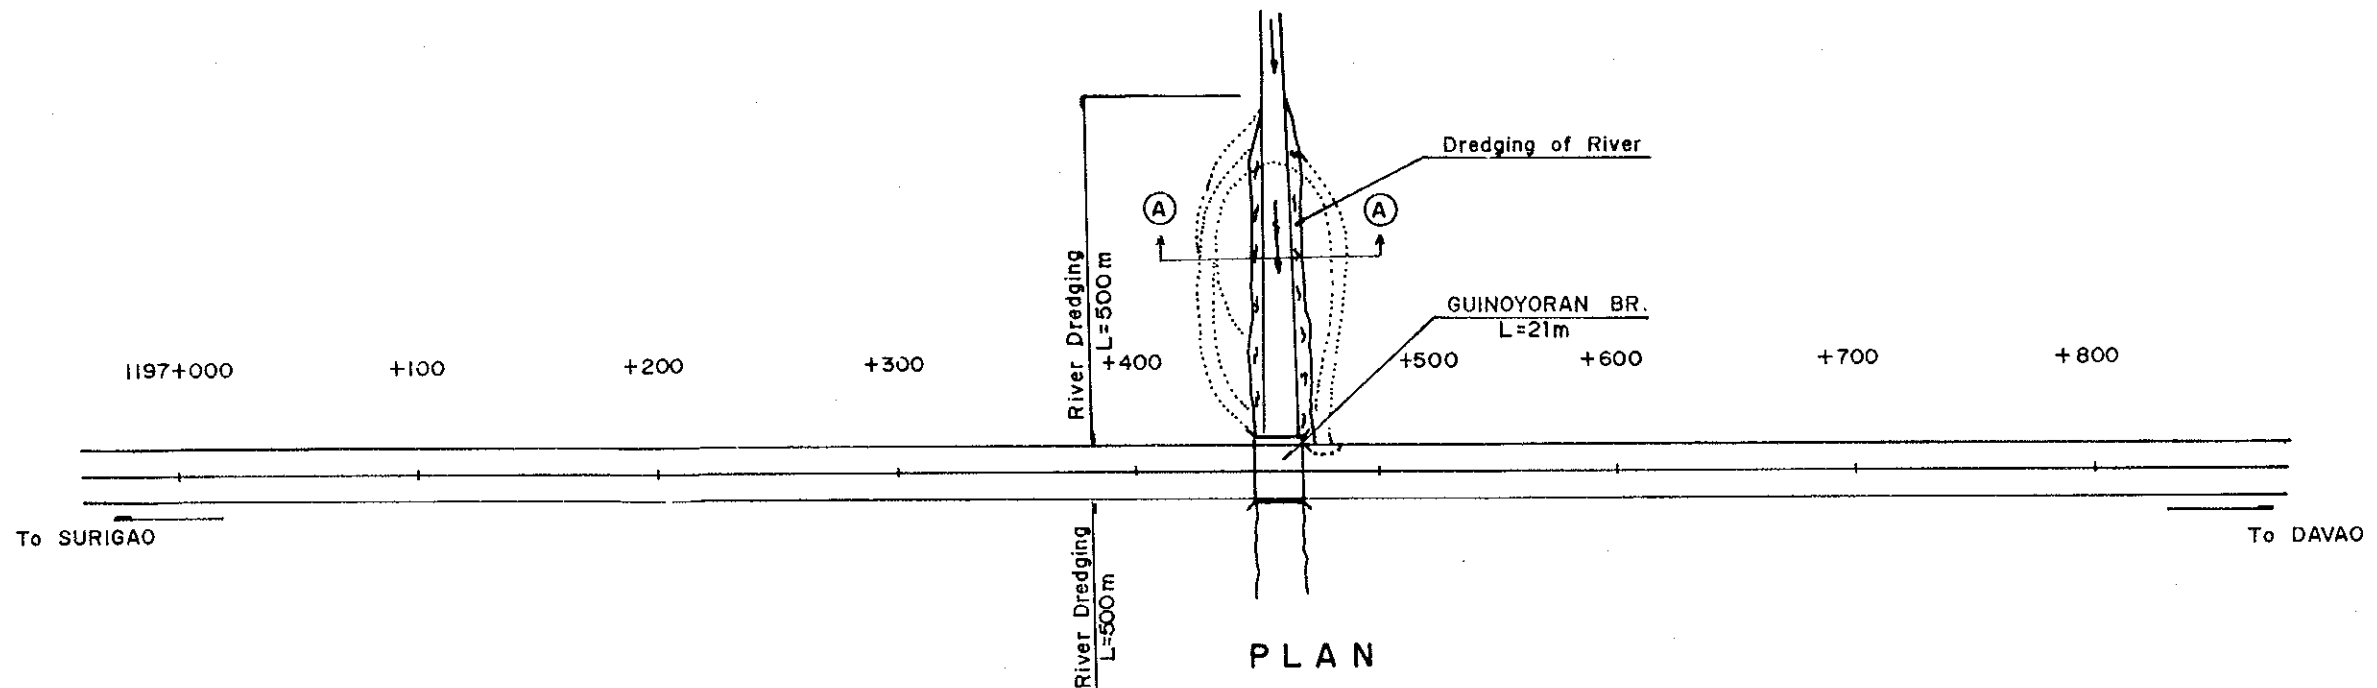 Dredging of River
A
A
River Dredging
L=500m
GUINOYORAN BR.
L=21m
1197+000 +100 +200 +300 +400 +500 +600 +700 +800
To SURIGAO
To DAVAO
River Dredging
L=500m
PLAN